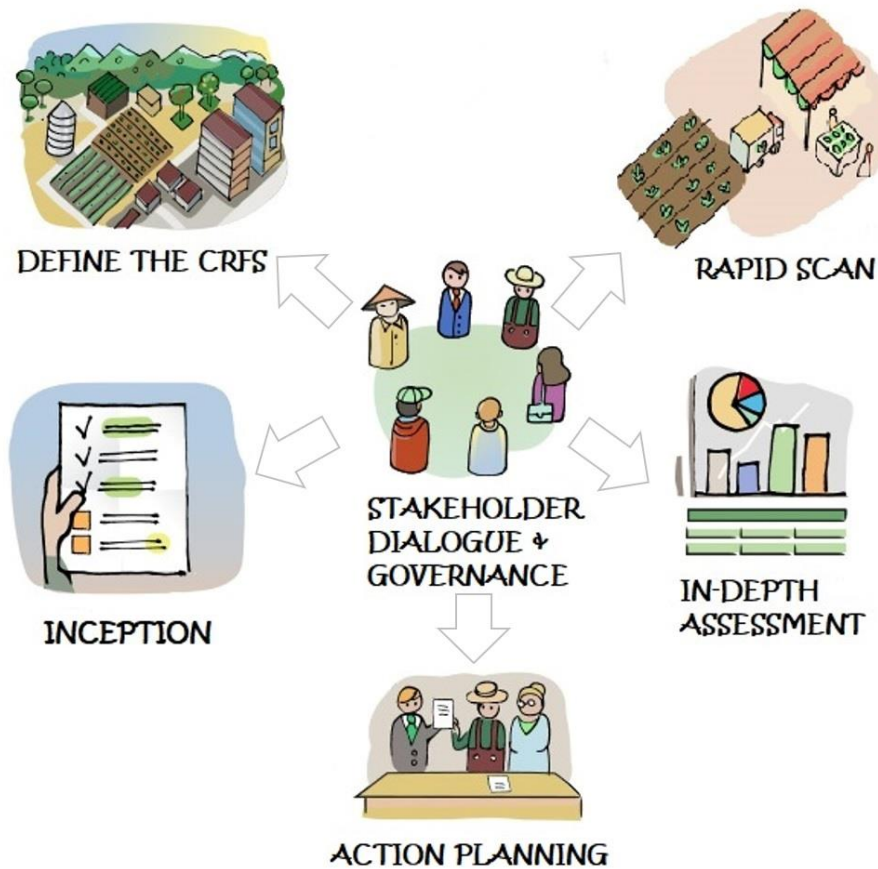 DEFINE THE CRFS
RAPID SCAN
STAKEHOLDER
DIALOGUE &
GOVERNANCE
INCEPTION
IN-DEPTH
ASSESSMENT
ACTION PLANNING